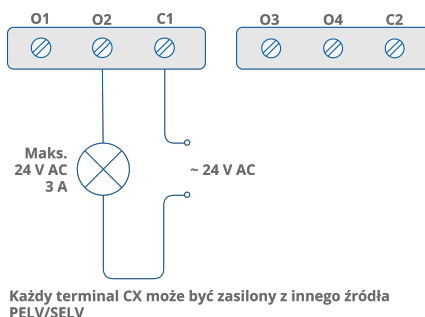 O1 O2 C1 O3 O4 C2
Maks.
24 V AC
3 A
~ 24 V AC
Każdy terminal CX może być zasilony z innego źródła
PELV/SELV